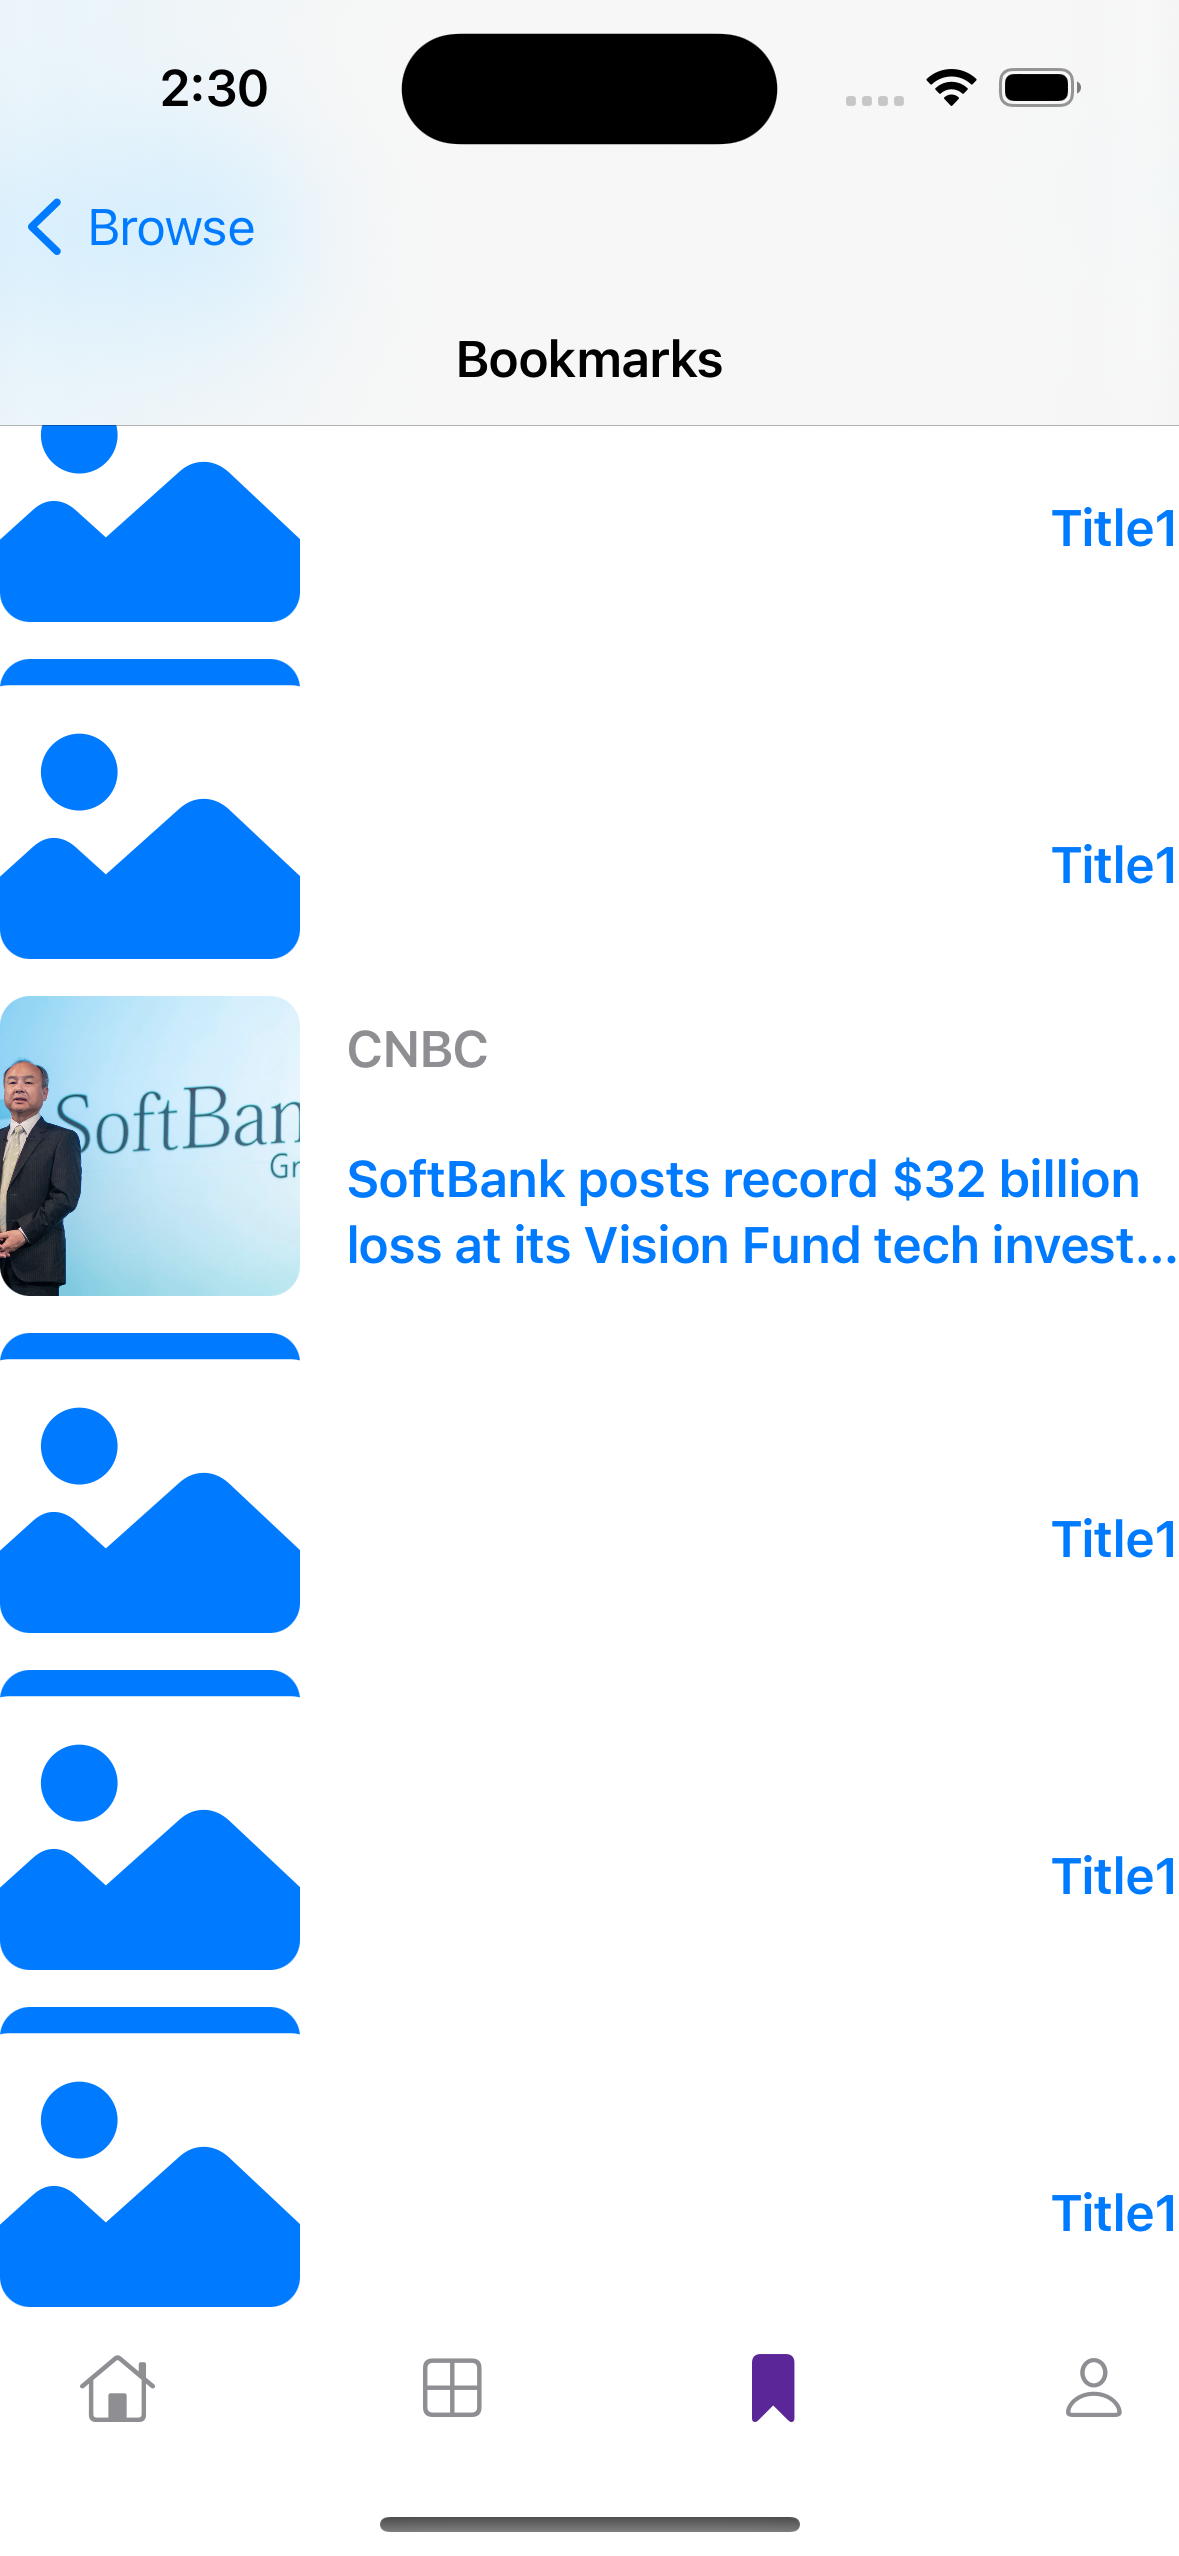 2:30
Browse
Bookmarks
Title1
Title1
SoftBan
Gr
CNBC
SoftBank posts record $32 billion
loss at its Vision Fund tech invest...
Title1
Title1
Title1